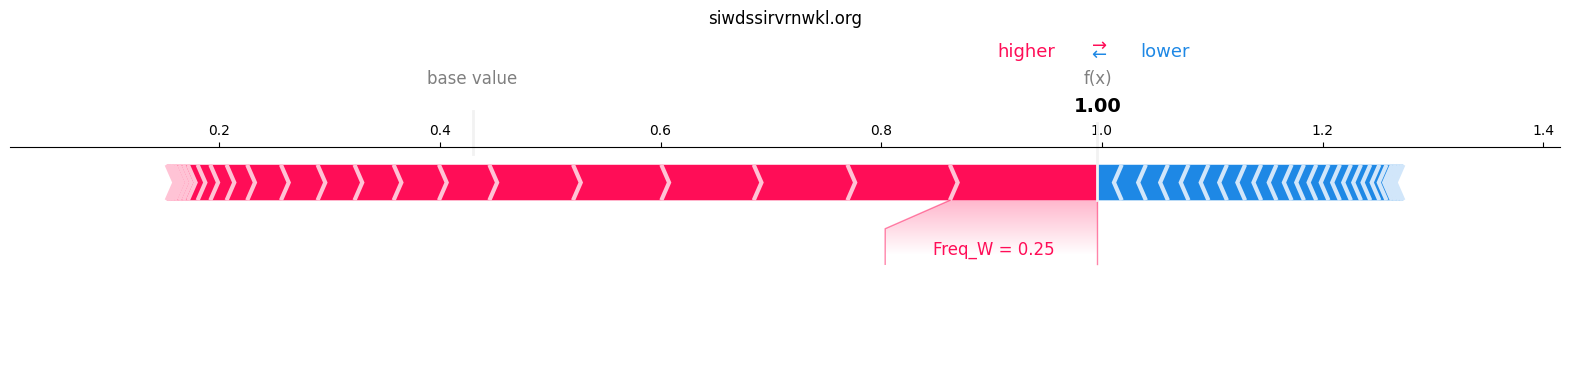 siwdssirvrnwkl.org
higher → ← lower
base value f(x)
1.00
0.2 0.4 0.6 0.8 1.0 1.2 1.4
Freq_W = 0.25